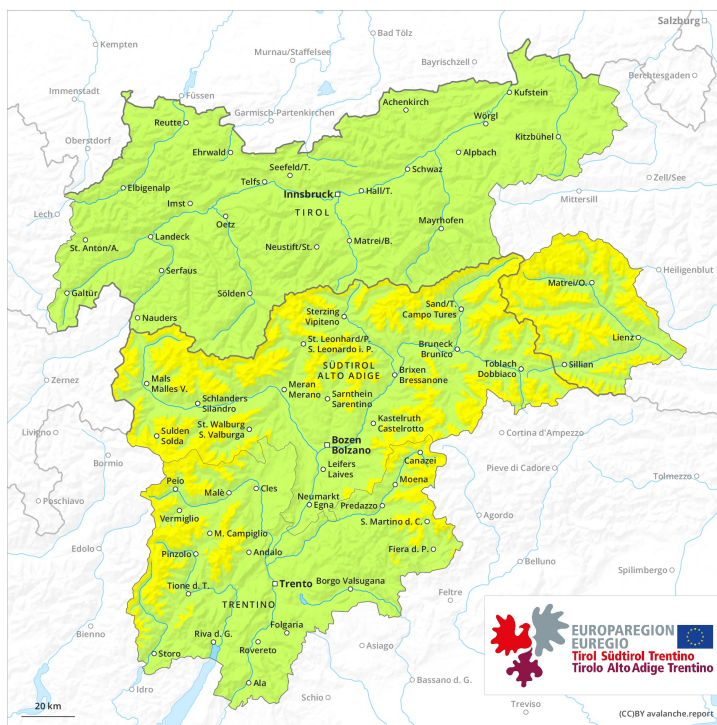 Salzburg
Kempten
Bad Tölz
Murnau/Staffelsee
Bayrischzell
Berchtesgaden
Immenstadt
Füssen
Garmisch-Partenkirchen
Achenkirch
Kufstein
Wörgl
Reutte
Oberstdorf
Ehrwald
Kitzbühel
Alpbach
Seefeld/T.
Telfs
Schwaz
Zell/See
Elbigenalp
Innsbruck
Hall/T.
Mittersill
Imst
TIROL
Lech
Oetz
Mayrhofen
Landeck
St. Anton/A.
Neustift/St.
Matrei/B.
Serfaus
Heiligenblut
Galtür
Sölden
Matrei/O.
Nauders
Sterzing
Vipiteno
Sand/T.
Campo Tures
St. Leonhard/P.
S. Leonardo i. P.
Lienz
Bruneck
Brunico
Zernez
SÜDTIROL
ALTO ADIGE
Brixen
Bressanone
Toblach
Dobbiaco
Sillian
Mals
Malles V.
Meran
Merano
Schlanders
Silandro
Sarnthein
Sarentino
St. Walburg
S. Valburga
Kastelruth
Castelrotto
Livigno
Sulden
Solda
Bozen
Bolzano
Cortina d'Ampezzo
Bormio
Canazei
Leifers
Laives
Pieve di Cadore
Tolmezzo
Poschiavo
Peio
Malè
Cles
Moena
Neumarkt
Egna
Predazzo
Vermiglio
S. Martino d. C.
Agordo
M. Campiglio
Edolo
Pinzolo
Andalo
Fiera d. P.
Belluno
Spilimbergo
Tione d. T.
Trento
Borgo Valsugana
Feltre
TRENTINO
Folgaria
Bienno
Riva d. G.
Rovereto
Storo
Asiago
Idro
Ala
Schio
Bassano d. G.
Treviso
EUROPAREGION
EUREGIO
Tirol Südtirol Trentino
Tirolo Alto Adige Trentino
20 km
(CC)BY avalanche.report